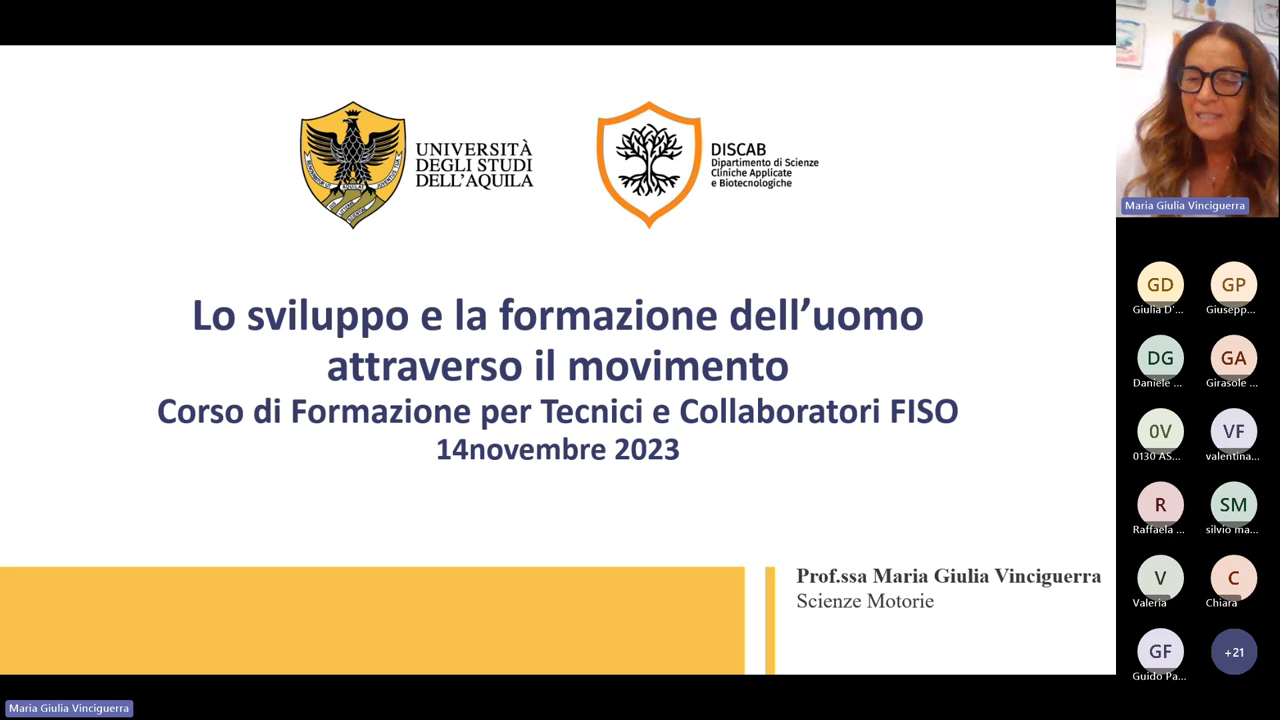 UNIVERSITÀ
DEGLI STUDI
DELL'AQUILA
DISCAB
Dipartimento di Scienze
Cliniche Applicate
e Biotecnologiche
Lo sviluppo e la formazione dell’uomo
attraverso il movimento
Corso di Formazione per Tecnici e Collaboratori FISO
14novembre 2023
Prof.ssa Maria Giulia Vinciguerra
Scienze Motorie
Maria Giulia Vinciguerra
GD
GP
Giulia D'...
Giusepp...
DG
GA
Daniele ...
Girasole ...
0V
VF
0130 AS...
valentina...
R
SM
Raffaela ...
silvio ma...
V
C
Valeria
Chiara
GF
+21
Guido Pa...
Maria Giulia Vinciguerra